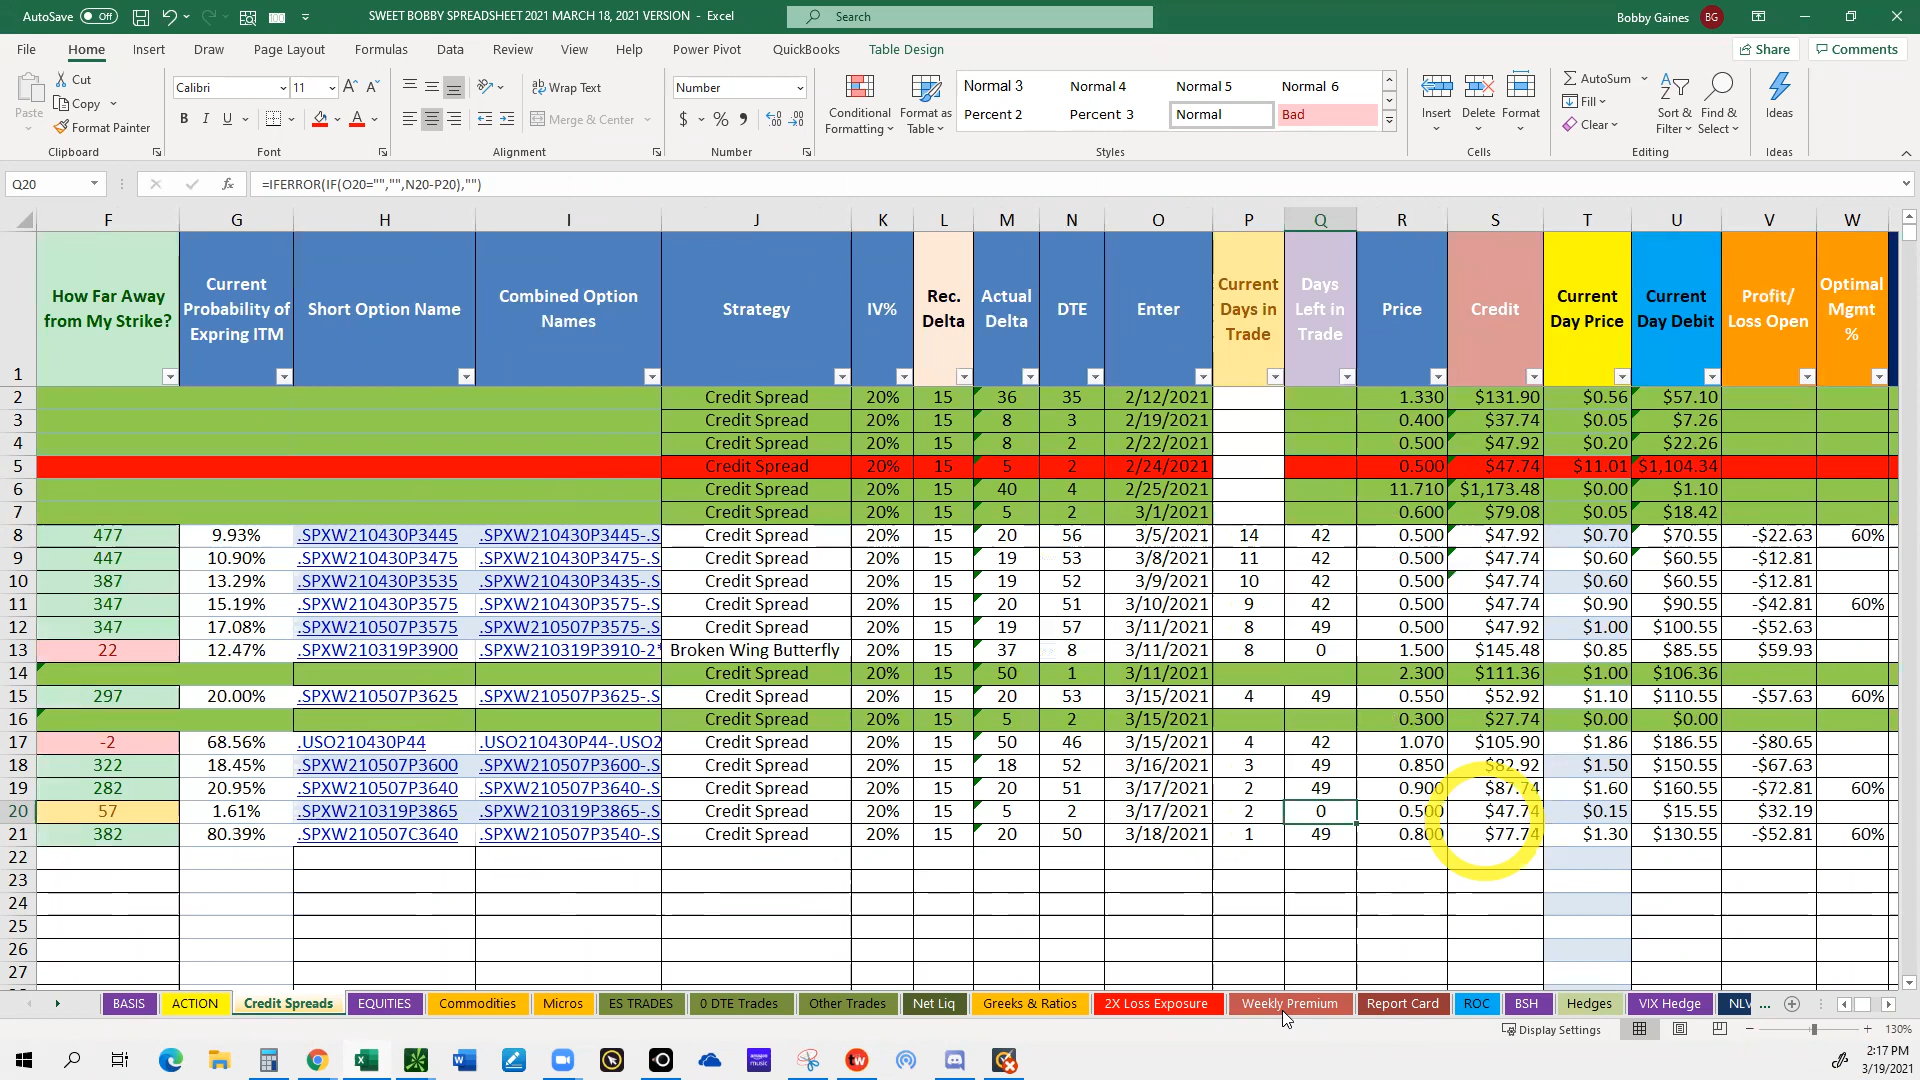 AutoSave Off SWEET BOBBY SPREADSHEET 2021 MARCH 18, 2021 VERSION - Excel Search Bobby Gaines BG
File Home Insert Draw Page Layout Formulas Data Review View Help Power Pivot QuickBooks Table Design Share Comments
Paste Cut Copy Format Painter Clipboard
Calibri 11 B I U Font
Wrap Text Merge & Center Alignment
Number $ % Number
Conditional Formatting Format as Table
Normal 3 Normal 4 Normal 5 Normal 6
Percent 2 Percent 3 Normal Bad
Styles
Insert Delete Format Cells
AutoSum Fill Clear Sort & Filter Find & Select Editing
Ideas Ideas
Q20 fx =IFERROR(IF(O20="","",N20-P20),"")
F G H I J K L M N O P Q R S T U V W
1 How Far Away from My Strike? Current Probability of Expring ITM Short Option Name Combined Option Names Strategy IV% Rec. Delta Actual Delta DTE Enter Current Days in Trade Days Left in Trade Price Credit Current Day Price Current Day Debit Profit/ Loss Open Optimal Mgmt %
2 Credit Spread 20% 15 36 35 2/12/2021 1.330 $131.90 $0.56 $57.10
3 Credit Spread 20% 15 8 3 2/19/2021 0.400 $37.74 $0.05 $7.26
4 Credit Spread 20% 15 8 2 2/22/2021 0.500 $47.92 $0.20 $22.26
5 Credit Spread 20% 15 5 2 2/24/2021 0.500 $47.74 $11.01 $1,104.34
6 Credit Spread 20% 15 40 4 2/25/2021 11.710 $1,173.48 $0.00 $1.10
7 Credit Spread 20% 15 5 2 3/1/2021 0.600 $79.08 $0.05 $18.42
8 477 9.93% .SPXW210430P3445 .SPXW210430P3445-.S Credit Spread 20% 15 20 56 3/5/2021 14 42 0.500 $47.92 $0.70 $70.55 -$22.63 60%
9 447 10.90% .SPXW210430P3475 .SPXW210430P3475-.S Credit Spread 20% 15 19 53 3/8/2021 11 42 0.500 $47.74 $0.60 $60.55 -$12.81
10 387 13.29% .SPXW210430P3535 .SPXW210430P3435-.S Credit Spread 20% 15 19 52 3/9/2021 10 42 0.500 $47.74 $0.60 $60.55 -$12.81
11 347 15.19% .SPXW210430P3575 .SPXW210430P3575-.S Credit Spread 20% 15 20 51 3/10/2021 9 42 0.500 $47.74 $0.90 $90.55 -$42.81 60%
12 347 17.08% .SPXW210507P3575 .SPXW210507P3575-.S Credit Spread 20% 15 19 57 3/11/2021 8 49 0.500 $47.92 $1.00 $100.55 -$52.63
13 22 12.47% .SPXW210319P3900 .SPXW210319P3910-2* Broken Wing Butterfly 20% 15 37 8 3/11/2021 8 0 1.500 $145.48 $0.85 $85.55 $59.93
14 Credit Spread 20% 15 50 1 3/11/2021 2.300 $111.36 $1.00 $106.36
15 297 20.00% .SPXW210507P3625 .SPXW210507P3625-.S Credit Spread 20% 15 20 53 3/15/2021 4 49 0.550 $52.92 $1.10 $110.55 -$57.63 60%
16 Credit Spread 20% 15 5 2 3/15/2021 0.300 $27.74 $0.00 $0.00
17 -2 68.56% .USO210430P44 .USO210430P44-.USO2 Credit Spread 20% 15 50 46 3/15/2021 4 42 1.070 $105.90 $1.86 $186.55 -$80.65
18 322 18.45% .SPXW210507P3600 .SPXW210507P3600-.S Credit Spread 20% 15 18 52 3/16/2021 3 49 0.850 $82.92 $1.50 $150.55 -$67.63
19 282 20.95% .SPXW210507P3640 .SPXW210507P3640-.S Credit Spread 20% 15 20 51 3/17/2021 2 49 0.900 $87.74 $1.60 $160.55 -$72.81 60%
20 57 1.61% .SPXW210319P3865 .SPXW210319P3865-.S Credit Spread 20% 15 5 2 3/17/2021 2 0 0.500 $47.74 $0.15 $15.55 $32.19
21 382 80.39% .SPXW210507C3640 .SPXW210507P3540-.S Credit Spread 20% 15 20 50 3/18/2021 1 49 0.800 $77.74 $1.30 $130.55 -$52.81 60%
22
23
24
25
26
27
BASIS ACTION Credit Spreads EQUITIES Commodities Micros ES TRADES 0 DTE Trades Other Trades Net Liq Greeks & Ratios 2X Loss Exposure Weekly Premium Report Card ROC BSH Hedges VIX Hedge NLV ...
Display Settings 130%
2:17 PM
3/19/2021